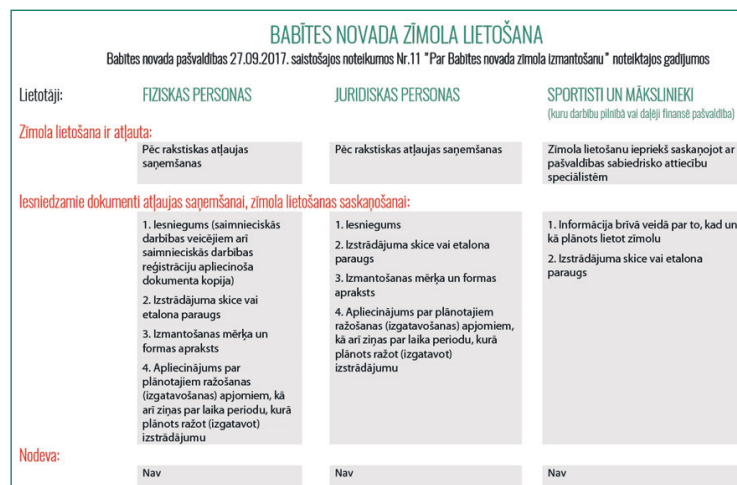 BABĪTES NOVADA ZĪMOLA LIETOŠANA
Babītes novada pašvaldības 27.09.2017. saistošajos noteikumos Nr.11 "Par Babītes novada zīmola izmantošanu" noteiktajos gadījumos
Lietotāji:
FIZISKAS PERSONAS
JURIDISKAS PERSONAS
SPORTISTI UN MĀKSLINIEKI
(kuru darbību pilnībā vai daļēji finansē pašvaldība)
Zīmola lietošana ir atļauta:
Pēc rakstiskas atļaujas
saņemšanas
Pēc rakstiskas atļaujas saņemšanas
Zīmola lietošanu iepriekš saskaņojot ar
pašvaldības sabiedrisko attiecību
speciālistēm
Iesniedzamie dokumenti atļaujas saņemšanai, zīmola lietošanas saskaņošanai:
1. Iesniegums (saimnieciskās
darbības veicējiem arī
saimnieciskās darbības
reģistrāciju apliecinoša
dokumenta kopija)
2. Izstrādājuma skice vai
etalona paraugs
3. Izmantošanas mērķa un
formas apraksts
4. Apliecinājums par
plānotajiem ražošanas
(izgatavošanas) apjomiem, kā
arī ziņas par laika periodu, kurā
plānots ražot (izgatavot)
izstrādājumu
1. Iesniegums
2. Izstrādājuma skice vai etalona
paraugs
3. Izmantošanas mērķa un formas
apraksts
4. Apliecinājums par plānotajiem
ražošanas (izgatavošanas) apjomiem,
kā arī ziņas par laika periodu, kurā
plānots ražot (izgatavot)
izstrādājumu
1. Informācija brīvā veidā par to, kad un
kā plānots lietot zīmolu
2. Izstrādājuma skice vai etalona
paraugs
Nodeva:
Nav
Nav
Nav